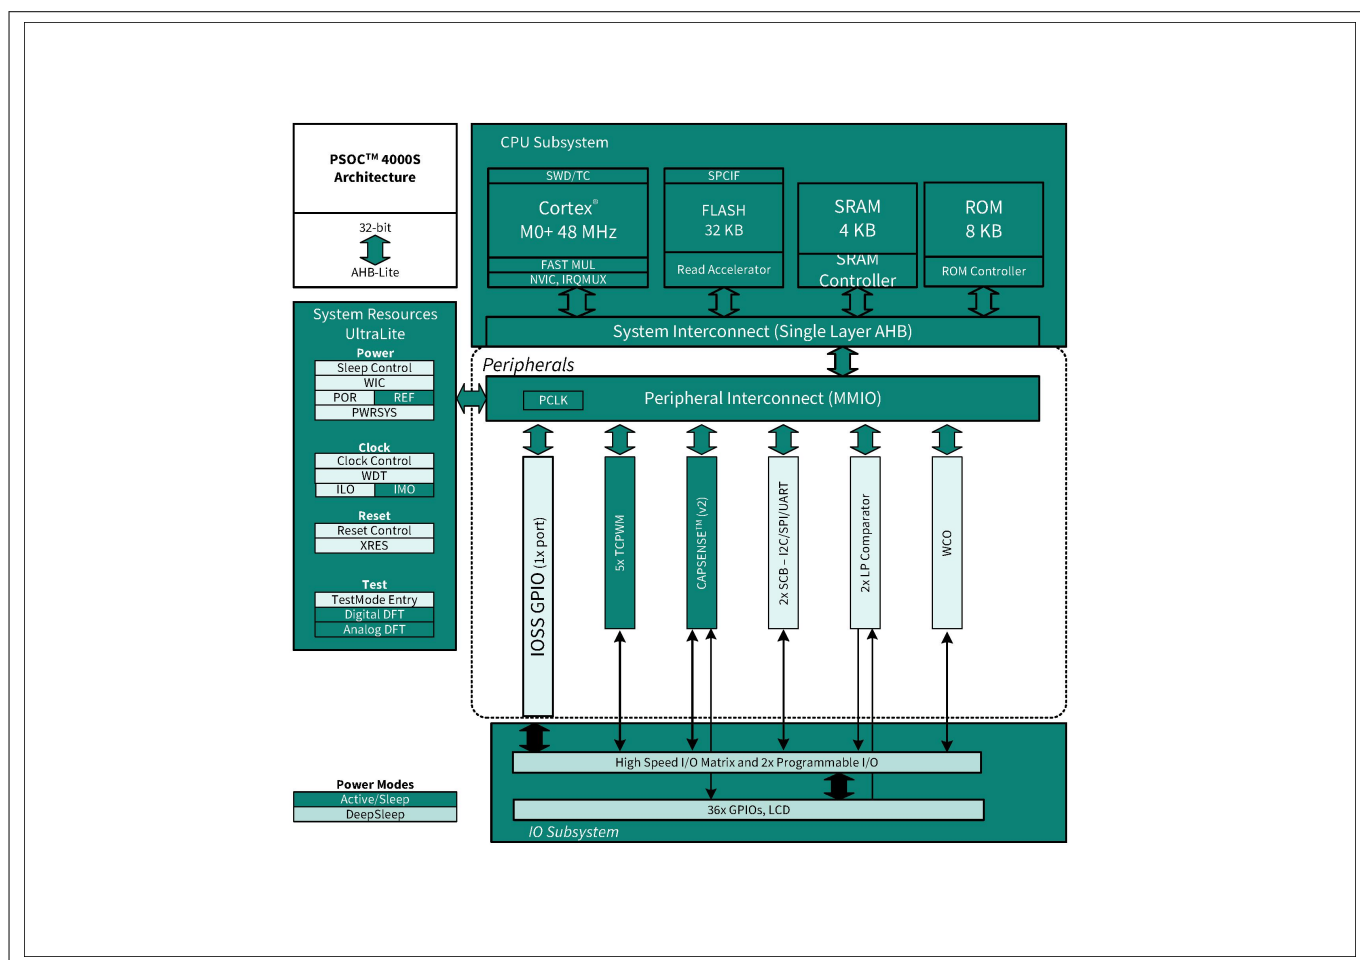 PSOC™ 4000S
Architecture
32-bit
AHB-Lite
CPU Subsystem
SWD/TC
Cortex®
M0+ 48 MHz
FAST MUL
NVIC, IRQMUX
SPCIF
FLASH
32 KB
Read Accelerator
SRAM
4 KB
SRAM
Controller
ROM
8 KB
ROM Controller
System Interconnect (Single Layer AHB)
System Resources
UltraLite
Power
Sleep Control
WIC
POR
REF
PWRSYS
Clock
Clock Control
WDT
ILO
IMO
Reset
Reset Control
XRES
Test
TestMode Entry
Digital DFT
Analog DFT
Peripherals
PCLK
Peripheral Interconnect (MMIO)
IOSS GPIO (1x port)
5x TCPWM
CAPSENSE™ (v2)
2x SCB – I2C/SPI/UART
2x LP Comparator
WCO
High Speed I/O Matrix and 2x Programmable I/O
36x GPIOs, LCD
IO Subsystem
Power Modes
Active/Sleep
DeepSleep